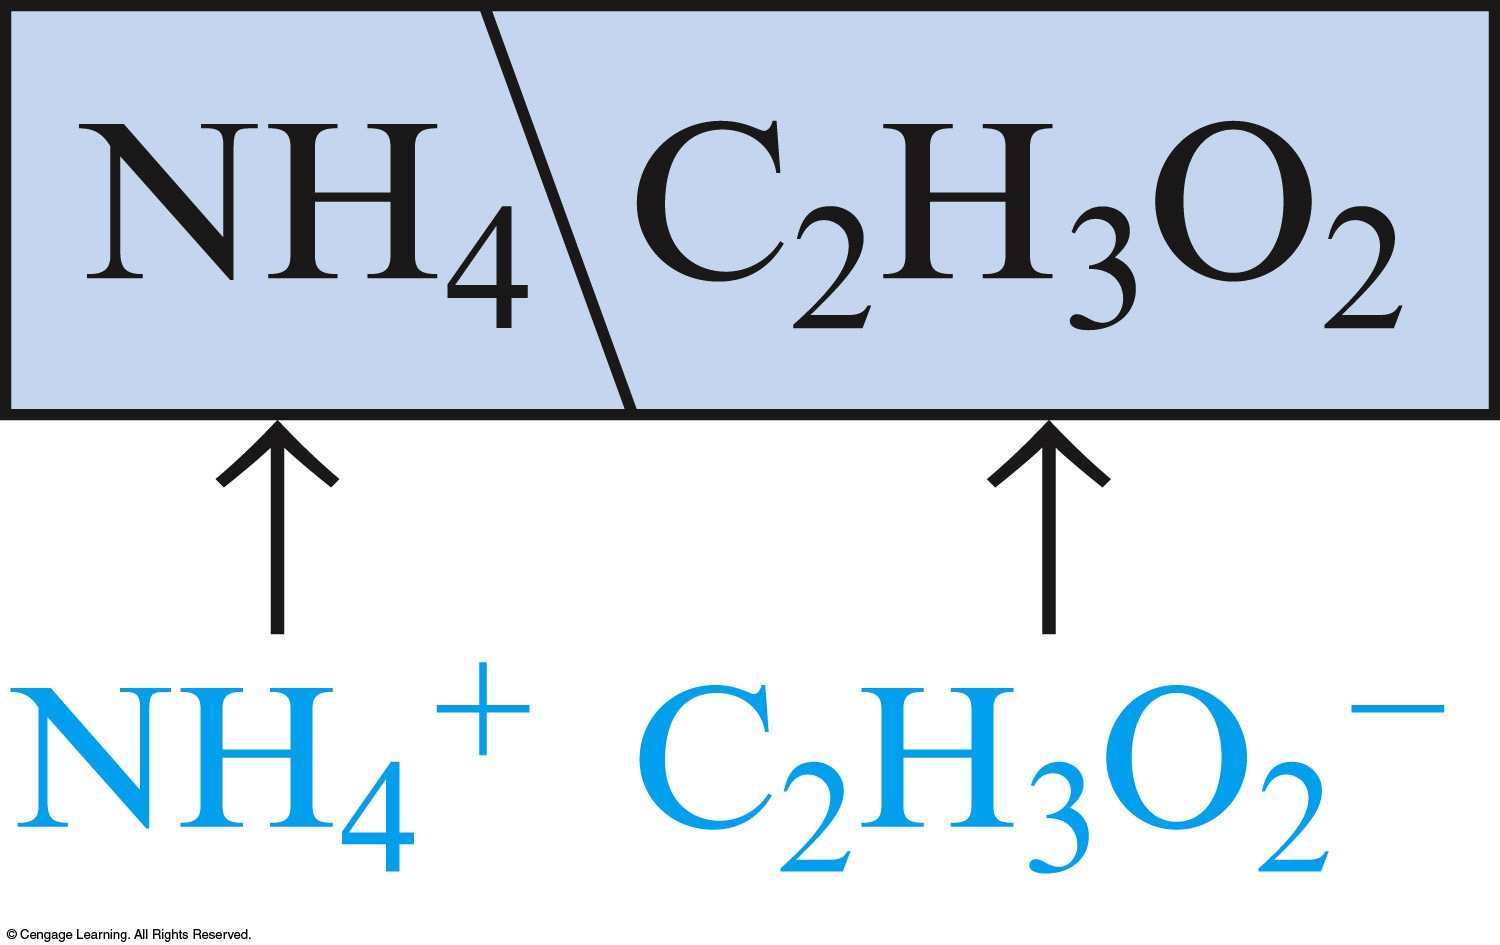 NH₄ \ C₂H₃O₂
NH₄⁺ C₂H₃O₂⁻
© Cengage Learning. All Rights Reserved.